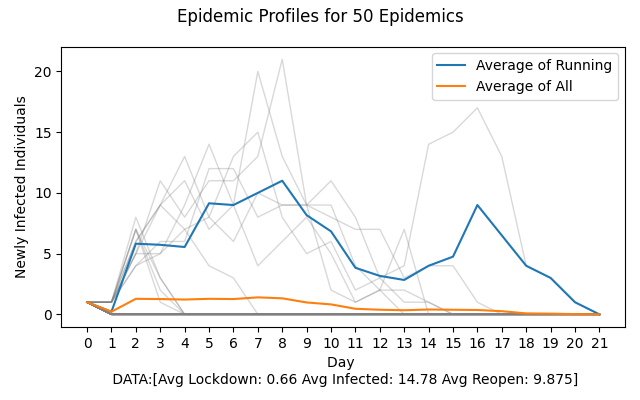 Epidemic Profiles for 50 Epidemics
Newly Infected Individuals
20
15
10
5
0
Average of Running
Average of All
0 1 2 3 4 5 6 7 8 9 10 11 12 13 14 15 16 17 18 19 20 21
Day
DATA:[Avg Lockdown: 0.66 Avg Infected: 14.78 Avg Reopen: 9.875]